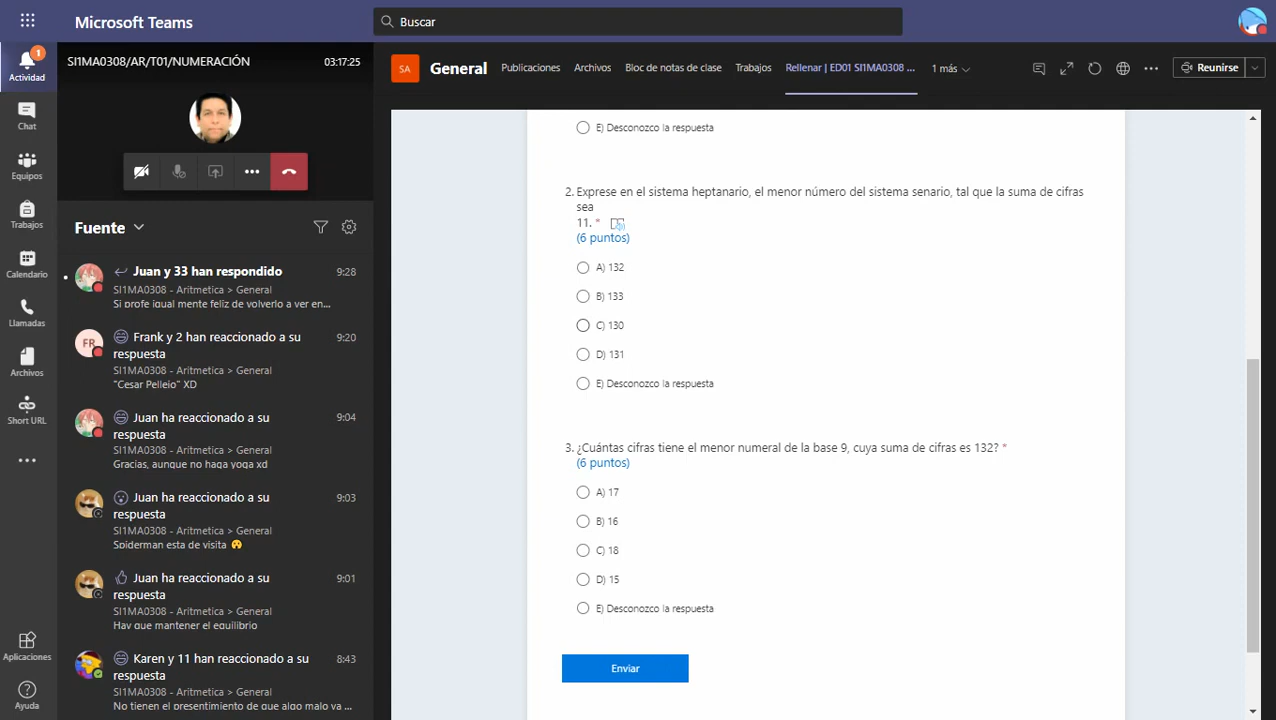 Microsoft Teams
Buscar
1
Actividad
Chat
Equipos
Trabajos
Calendario
Llamadas
Archivos
Short URL
Aplicaciones
Ayuda
SI1MA0308/AR/T01/NUMERACIÓN
03:17:25
Fuente
Juan y 33 han respondido
9:28
SI1MA0308 - Aritmetica > General
Si profe igual mente feliz de volverlo a ver en...
FR
Frank y 2 han reaccionado a su
9:20
respuesta
SI1MA0308 - Aritmetica > General
"Cesar Pelleio" XD
Juan ha reaccionado a su
9:04
respuesta
SI1MA0308 - Aritmetica > General
Gracias, aunque no haga yoga xd
Juan ha reaccionado a su
9:03
respuesta
SI1MA0308 - Aritmetica > General
Spiderman esta de visita
Juan ha reaccionado a su
9:01
respuesta
SI1MA0308 - Aritmetica > General
Hay que mantener el equilibrio
Karen y 11 han reaccionado a su
8:43
respuesta
SI1MA0308 - Aritmetica > General
No tienen el presentimiento de que algo malo va ...
SA
General
Publicaciones
Archivos
Bloc de notas de clase
Trabajos
Rellenar | ED01 SI1MA0308 ...
1 más
Reunirse
E) Desconozco la respuesta
2. Exprese en el sistema heptanario, el menor número del sistema senario, tal que la suma de cifras
sea
11. *
(6 puntos)
A) 132
B) 133
C) 130
D) 131
E) Desconozco la respuesta
3. ¿Cuántas cifras tiene el menor numeral de la base 9, cuya suma de cifras es 132? *
(6 puntos)
A) 17
B) 16
C) 18
D) 15
E) Desconozco la respuesta
Enviar